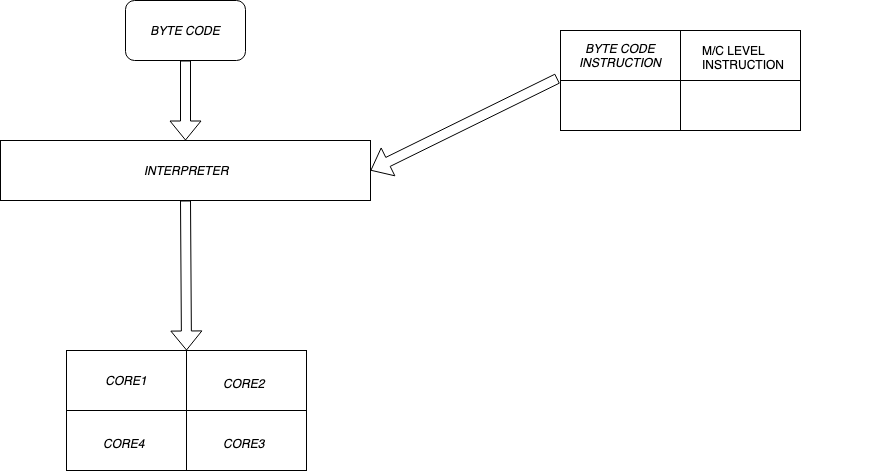 BYTE CODE
BYTE CODE
INSTRUCTION
M/C LEVEL
INSTRUCTION
INTERPRETER
CORE1
CORE2
CORE4
CORE3